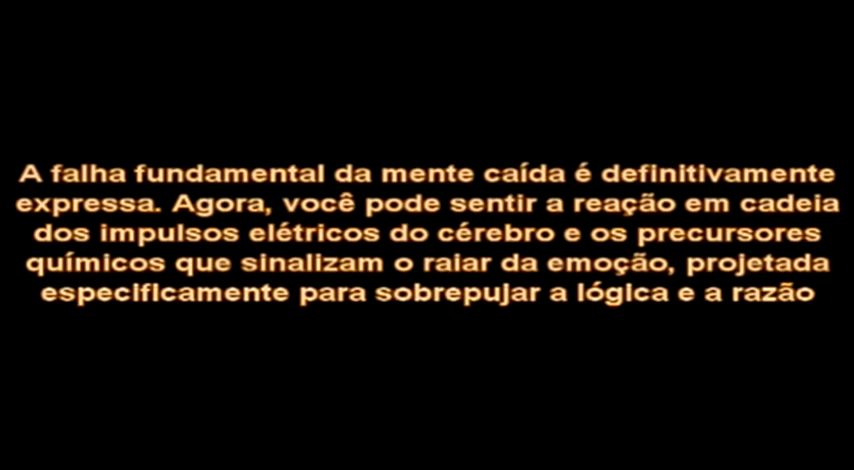 A falha fundamental da mente caída é definitivamente
expressa. Agora, você pode sentir a reação em cadeia
dos impulsos elétricos do cérebro e os precursores
químicos que sinalizam o raiar da emoção, projetada
especificamente para sobrepujar a lógica e a razão